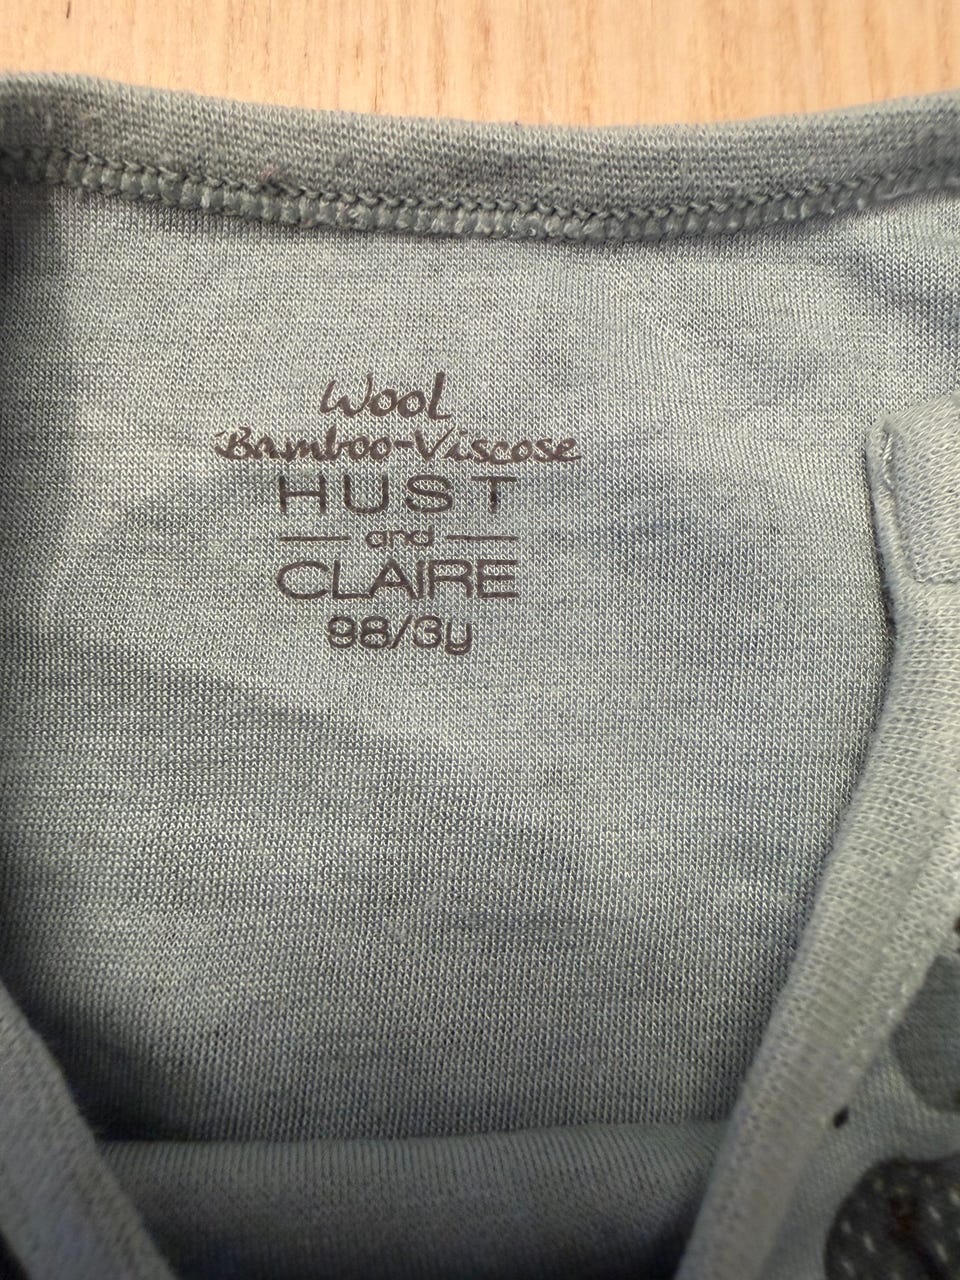 Wool
Bamboo-Viscose
HUST
and
CLAIRE
98/3y